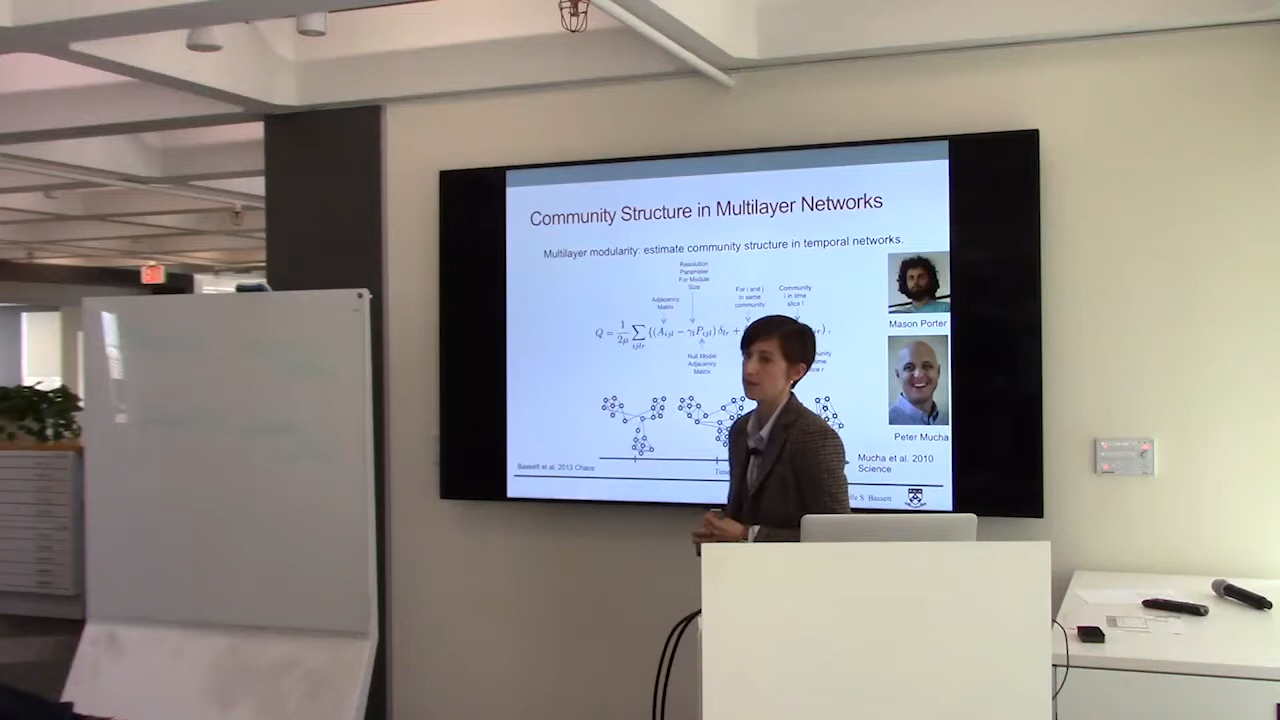 Community Structure in Multilayer Networks
Multilayer modularity: estimate community structure in temporal networks.
Resolution
Parameter
For Module
Size
Adjacency
Matrix
For i and j
in same
community
Community
i in time
slice l
Null Model
Adjacency
Matrix
Mason Porter
Peter Mucha
Mucha et al. 2010
Science
Bassett et al. 2013 Chaos
Time
S. Bassett.